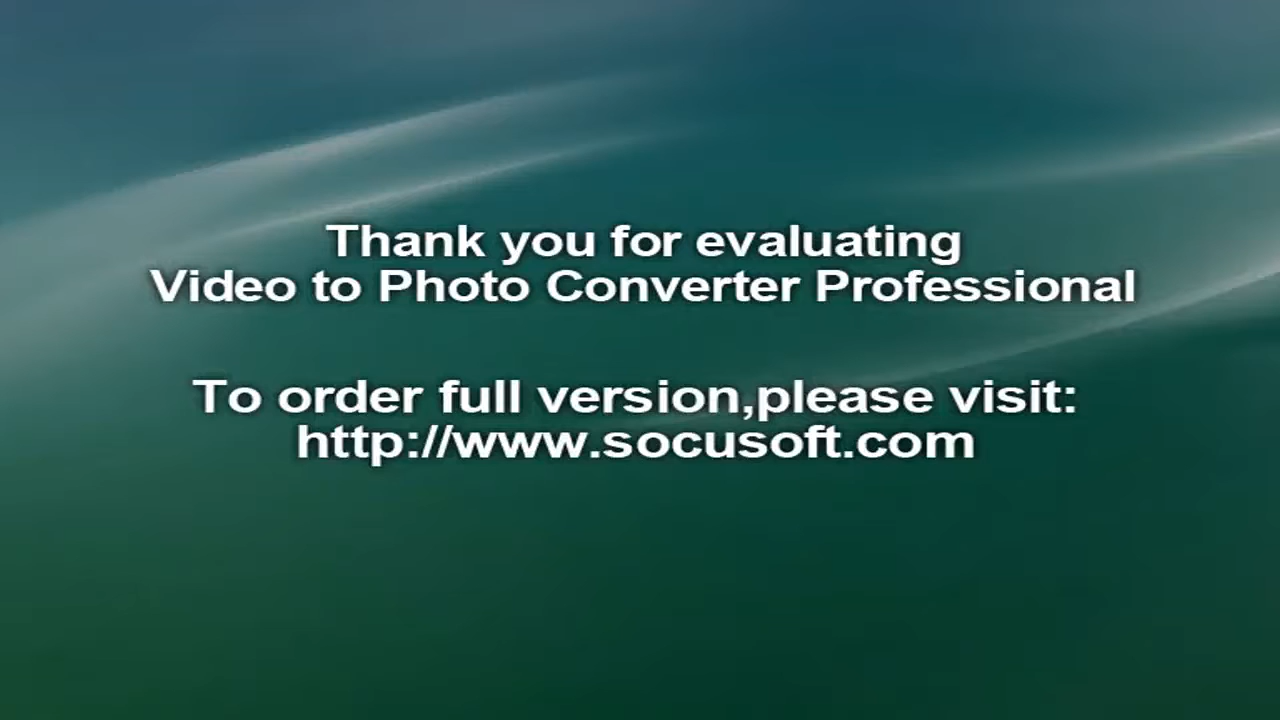 Thank you for evaluating
Video to Photo Converter Professional
To order full version,please visit:
http://www.socusoft.com